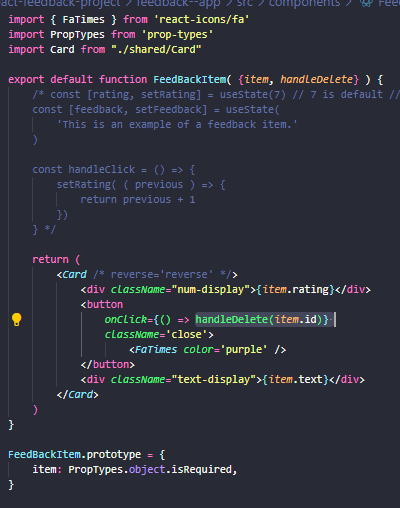 act-feedback-project › feedback--app › src › components › Fee
import { FaTimes } from 'react-icons/fa'
import PropTypes from 'prop-types'
import Card from "./shared/Card"
export default function FeedBackItem( {item, handleDelete} ) {
/* const [rating, setRating] = useState(7) // 7 is default //
const [feedback, setFeedback] = useState(
'This is an example of a feedback item.'
)
const handleClick = () => {
setRating( ( previous ) => {
return previous + 1
})
} */
return (
<Card /* reverse='reverse' */>
<div className="num-display">{item.rating}</div>
<button
onClick={() => handleDelete(item.id)}
className='close'>
<FaTimes color='purple' />
</button>
<div className="text-display">{item.text}</div>
</Card>
)
}
FeedBackItem.prototype = {
item: PropTypes.object.isRequired,
}